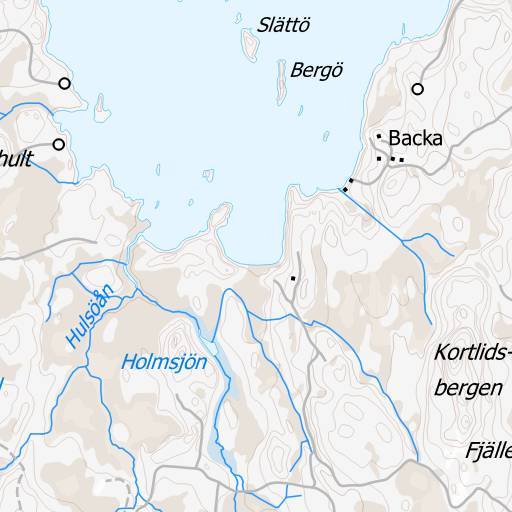 Slättö
Bergö
Backa
hult
Hulsöån
Holmsjön
Kortlids-
bergen
Fjälle